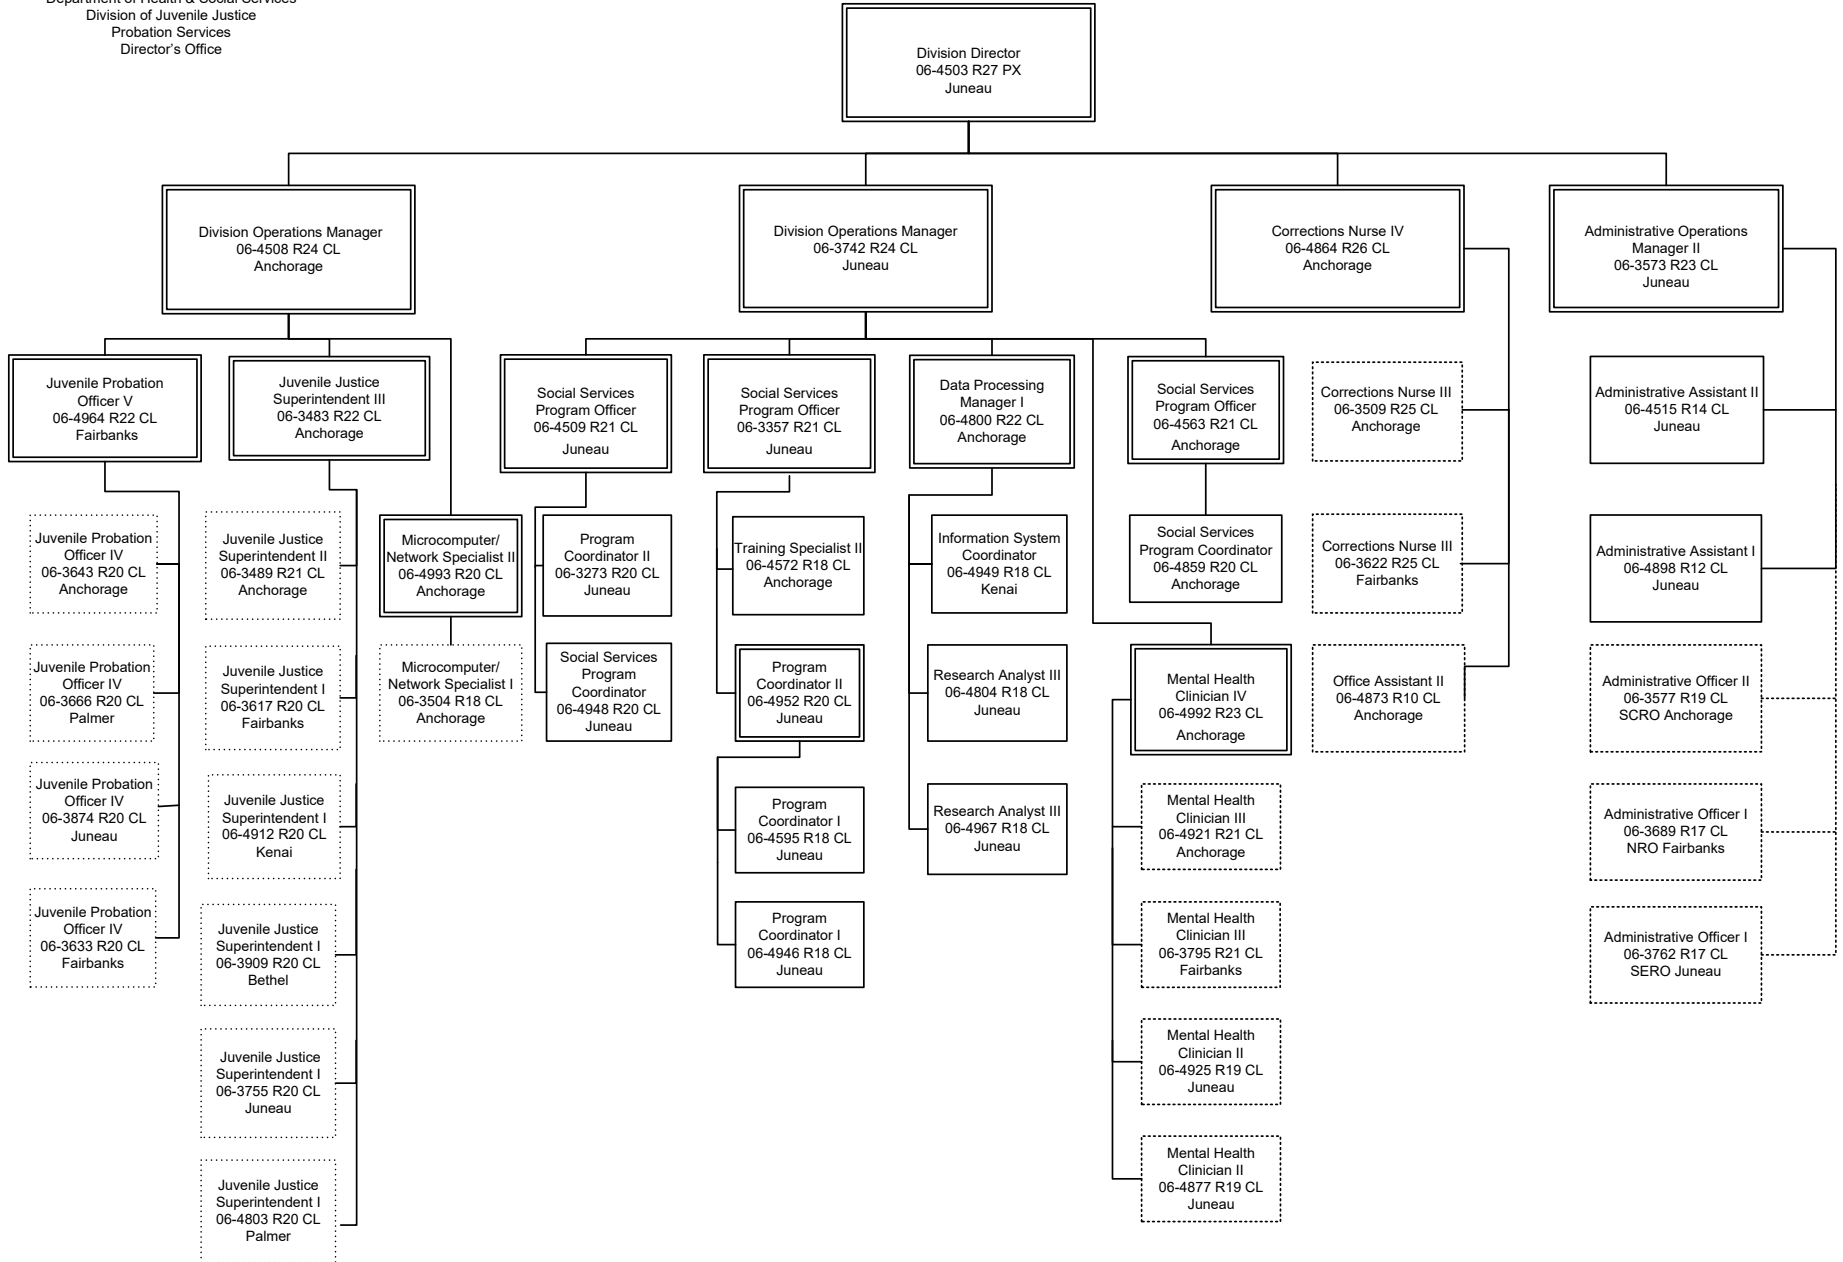 Department of Health & Social Services
Division of Juvenile Justice
Probation Services
Director's Office
Division Director
06-4503 R27 PX
Juneau
Division Operations Manager
06-4508 R24 CL
Anchorage
Division Operations Manager
06-3742 R24 CL
Juneau
Corrections Nurse IV
06-4864 R26 CL
Anchorage
Administrative Operations
Manager II
06-3573 R23 CL
Juneau
Juvenile Probation
Officer V
06-4964 R22 CL
Fairbanks
Juvenile Justice
Superintendent III
06-3483 R22 CL
Anchorage
Social Services
Program Officer
06-4509 R21 CL
Juneau
Social Services
Program Officer
06-3357 R21 CL
Juneau
Data Processing
Manager I
06-4800 R22 CL
Anchorage
Social Services
Program Officer
06-4563 R21 CL
Anchorage
Corrections Nurse III
06-3509 R25 CL
Anchorage
Administrative Assistant II
06-4515 R14 CL
Juneau
Juvenile Probation
Officer IV
06-3643 R20 CL
Anchorage
Juvenile Justice
Superintendent II
06-3489 R21 CL
Anchorage
Microcomputer/
Network Specialist II
06-4993 R20 CL
Anchorage
Program
Coordinator II
06-3273 R20 CL
Juneau
Training Specialist II
06-4572 R18 CL
Anchorage
Information System
Coordinator
06-4949 R18 CL
Kenai
Social Services
Program Coordinator
06-4859 R20 CL
Anchorage
Corrections Nurse III
06-3622 R25 CL
Fairbanks
Administrative Assistant I
06-4898 R12 CL
Juneau
Juvenile Probation
Officer IV
06-3666 R20 CL
Palmer
Juvenile Justice
Superintendent I
06-3617 R20 CL
Fairbanks
Microcomputer/
Network Specialist I
06-3504 R18 CL
Anchorage
Social Services
Program
Coordinator
06-4948 R20 CL
Juneau
Program
Coordinator II
06-4952 R20 CL
Juneau
Research Analyst III
06-4804 R18 CL
Juneau
Mental Health
Clinician IV
06-4992 R23 CL
Anchorage
Office Assistant II
06-4873 R10 CL
Anchorage
Administrative Officer II
06-3577 R19 CL
SCRO Anchorage
Juvenile Probation
Officer IV
06-3874 R20 CL
Juneau
Juvenile Justice
Superintendent I
06-4912 R20 CL
Kenai
Program
Coordinator I
06-4595 R18 CL
Juneau
Research Analyst III
06-4967 R18 CL
Juneau
Mental Health
Clinician III
06-4921 R21 CL
Anchorage
Administrative Officer I
06-3689 R17 CL
NRO Fairbanks
Juvenile Probation
Officer IV
06-3633 R20 CL
Fairbanks
Juvenile Justice
Superintendent I
06-3909 R20 CL
Bethel
Program
Coordinator I
06-4946 R18 CL
Juneau
Mental Health
Clinician III
06-3795 R21 CL
Fairbanks
Administrative Officer I
06-3762 R17 CL
SERO Juneau
Juvenile Justice
Superintendent I
06-3755 R20 CL
Juneau
Mental Health
Clinician II
06-4925 R19 CL
Juneau
Juvenile Justice
Superintendent I
06-4803 R20 CL
Palmer
Mental Health
Clinician II
06-4877 R19 CL
Juneau